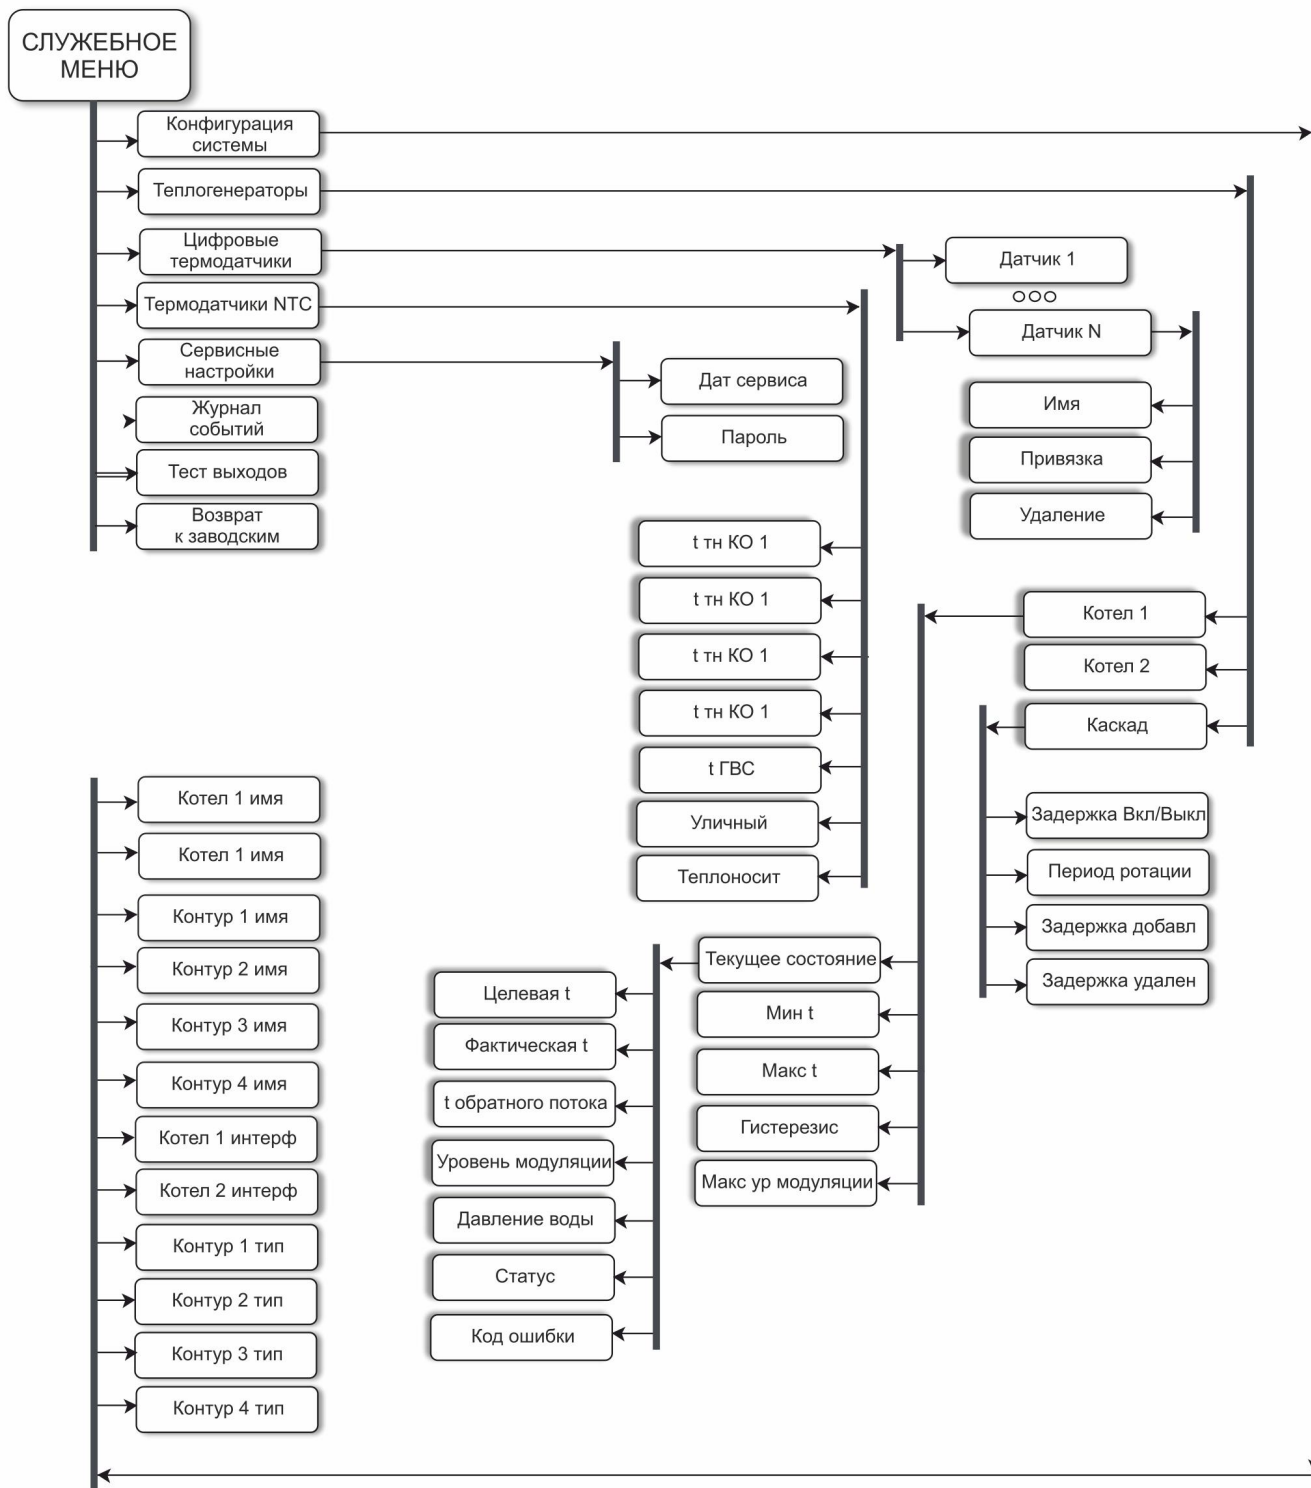 СЛУЖЕБНОЕ
МЕНЮ
Конфигурация
системы
Теплогенераторы
Цифровые
термодатчики
Термодатчики NTC
Сервисные
настройки
Журнал
событий
Тест выходов
Возврат
к заводским
Датчик 1
Датчик N
Имя
Привязка
Удаление
Дат сервиса
Пароль
t тн КО 1
t тн КО 1
t тн КО 1
t тн КО 1
t ГВС
Уличный
Теплоносит
Котел 1
Котел 2
Каскад
Задержка Вкл/Выкл
Период ротации
Задержка добавл
Задержка удален
Текущее состояние
Мин t
Макс t
Гистерезис
Макс ур модуляции
Целевая t
Фактическая t
t обратного потока
Уровень модуляции
Давление воды
Статус
Код ошибки
Котел 1 имя
Котел 1 имя
Контур 1 имя
Контур 2 имя
Контур 3 имя
Контур 4 имя
Котел 1 интерф
Котел 2 интерф
Контур 1 тип
Контур 2 тип
Контур 3 тип
Контур 4 тип